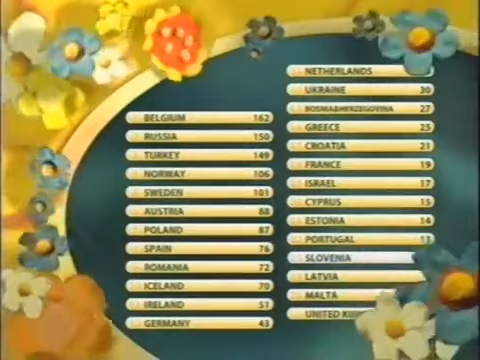 BELGIUM 162
RUSSIA 150
TURKEY 149
NORWAY 106
SWEDEN 101
AUSTRIA 88
POLAND 87
SPAIN 76
ROMANIA 72
ICELAND 70
IRELAND 51
GERMANY 43
NETHERLANDS
UKRAINE 30
BOSNIA&HERZEGOVINA 27
GREECE 25
CROATIA 21
FRANCE 19
ISRAEL 17
CYPRUS 15
ESTONIA 14
PORTUGAL 13
SLOVENIA
LATVIA
MALTA
UNITED